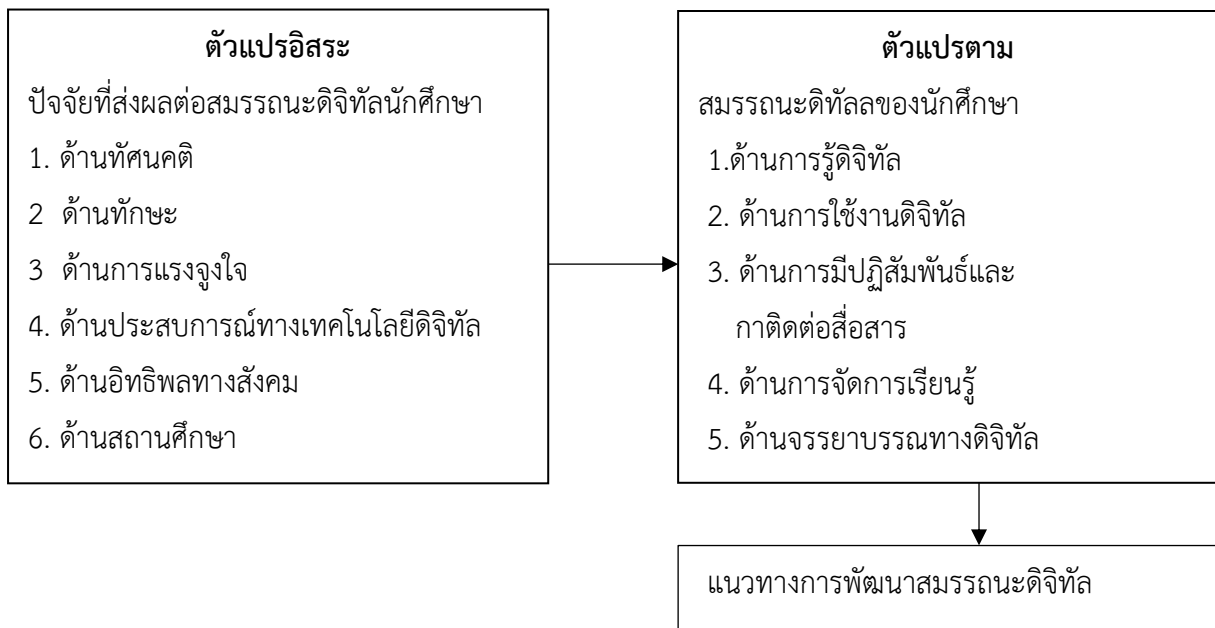 ตัวแปรอิสระ
ปัจจัยที่ส่งผลต่อสมรรถนะดิจิทัลนักศึกษา
1. ด้านทัศนคติ
2 ด้านทักษะ
3 ด้านการแรงจูงใจ
4. ด้านประสบการณ์ทางเทคโนโลยีดิจิทัล
5. ด้านอิทธิพลทางสังคม
6. ด้านสถานศึกษา
ตัวแปรตาม
สมรรถนะดิทัลลของนักศึกษา
1.ด้านการรู้ดิจิทัล
2. ด้านการใช้งานดิจิทัล
3. ด้านการมีปฏิสัมพันธ์และ
กาติดต่อสื่อสาร
4. ด้านการจัดการเรียนรู้
5. ด้านจรรยาบรรณทางดิจิทัล
แนวทางการพัฒนาสมรรถนะดิจิทัล